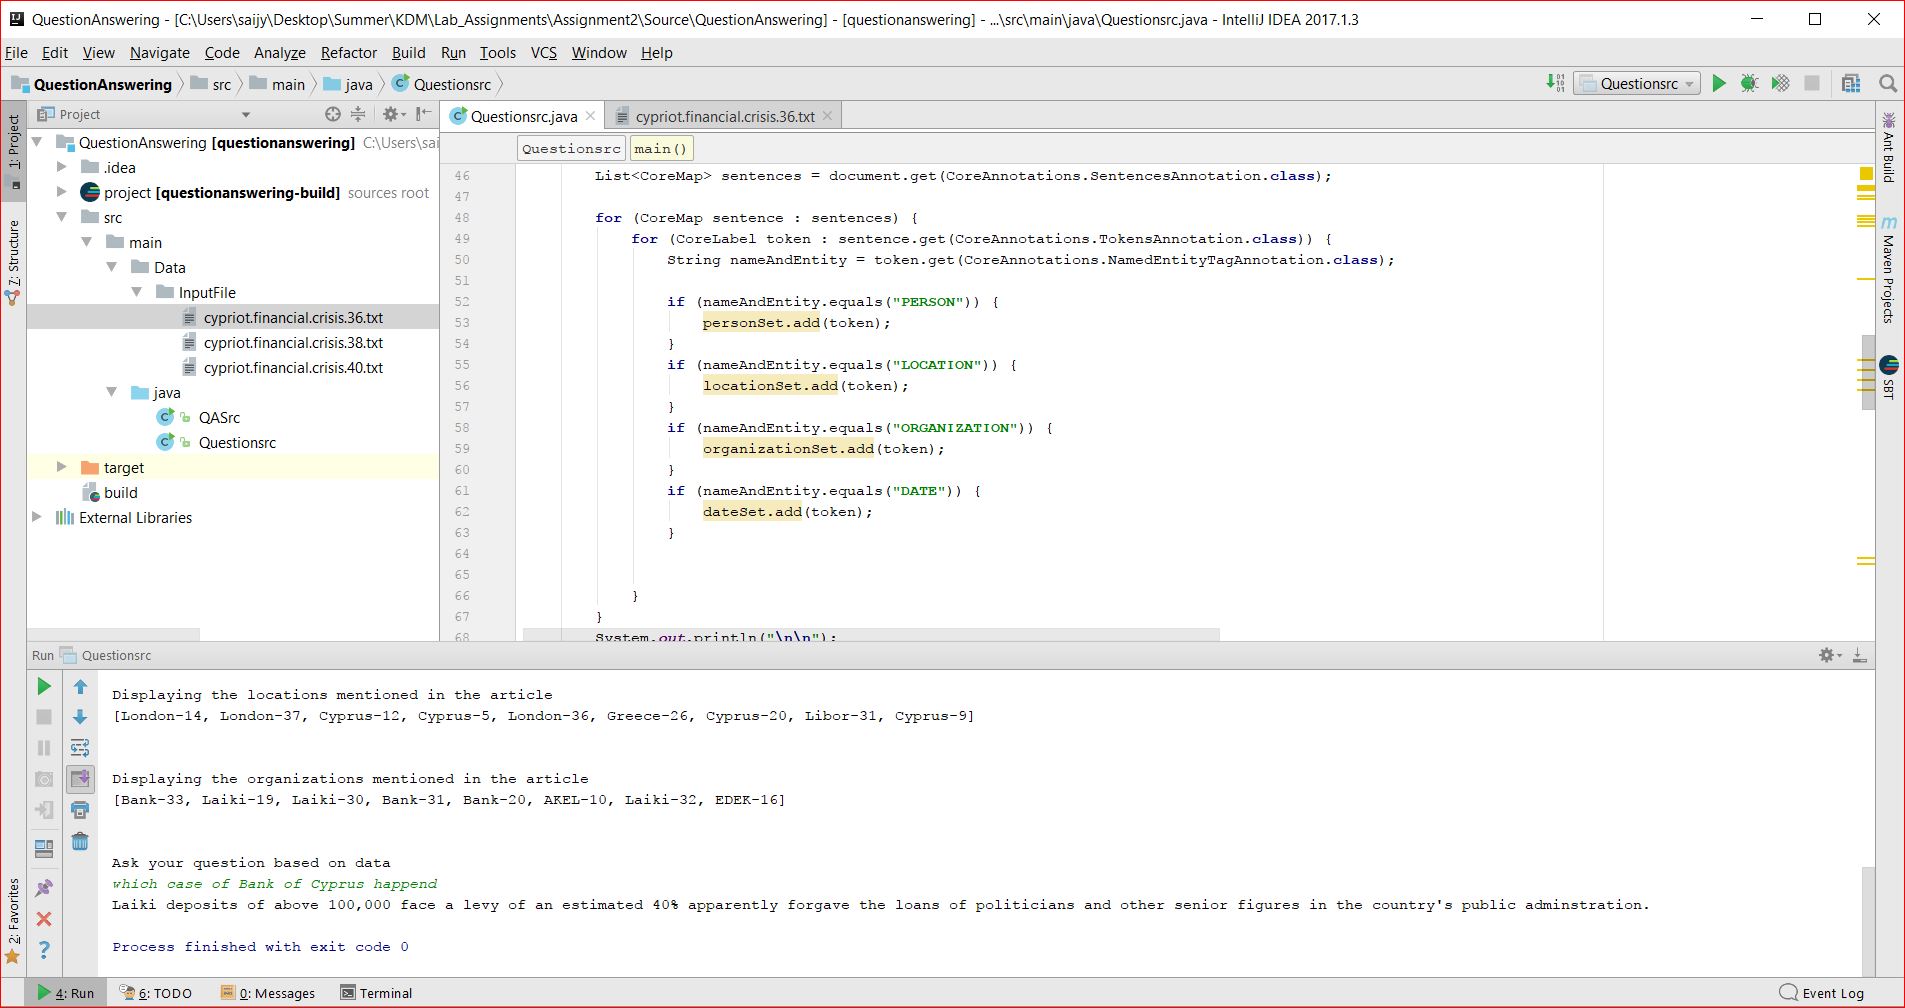 QuestionAnswering - [C:\Users\saijy\Desktop\Summer\KDM\Lab_Assignments\Assignment2\Source\QuestionAnswering] - [questionanswering] - ...\src\main\java\Questionsrc.java - IntelliJ IDEA 2017.1.3
File Edit View Navigate Code Analyze Refactor Build Run Tools VCS Window Help
QuestionAnswering src main java Questionsrc
Questionsrc
1: Project
7: Structure
2: Favorites
Project
QuestionAnswering [questionanswering] C:\Users\sai
.idea
project [questionanswering-build] sources root
src
main
Data
InputFile
cypriot.financial.crisis.36.txt
cypriot.financial.crisis.38.txt
cypriot.financial.crisis.40.txt
java
QASrc
Questionsrc
target
build
External Libraries
Questionsrc.java cypriot.financial.crisis.36.txt
Questionsrc main()
46 List<CoreMap> sentences = document.get(CoreAnnotations.SentencesAnnotation.class);
47
48 for (CoreMap sentence : sentences) {
49 for (CoreLabel token : sentence.get(CoreAnnotations.TokensAnnotation.class)) {
50 String nameAndEntity = token.get(CoreAnnotations.NamedEntityTagAnnotation.class);
51
52 if (nameAndEntity.equals("PERSON")) {
53 personSet.add(token);
54 }
55 if (nameAndEntity.equals("LOCATION")) {
56 locationSet.add(token);
57 }
58 if (nameAndEntity.equals("ORGANIZATION")) {
59 organizationSet.add(token);
60 }
61 if (nameAndEntity.equals("DATE")) {
62 dateSet.add(token);
63 }
64
65
66 }
67 }
68 System.out.println("\n\n");
Ant Build
Maven Projects
SBT
Run Questionsrc
Displaying the locations mentioned in the article
[London-14, London-37, Cyprus-12, Cyprus-5, London-36, Greece-26, Cyprus-20, Libor-31, Cyprus-9]
Displaying the organizations mentioned in the article
[Bank-33, Laiki-19, Laiki-30, Bank-31, Bank-20, AKEL-10, Laiki-32, EDEK-16]
Ask your question based on data
which case of Bank of Cyprus happend
Laiki deposits of above 100,000 face a levy of an estimated 40% apparently forgave the loans of politicians and other senior figures in the country's public adminstration.
Process finished with exit code 0
4: Run 6: TODO 0: Messages Terminal Event Log